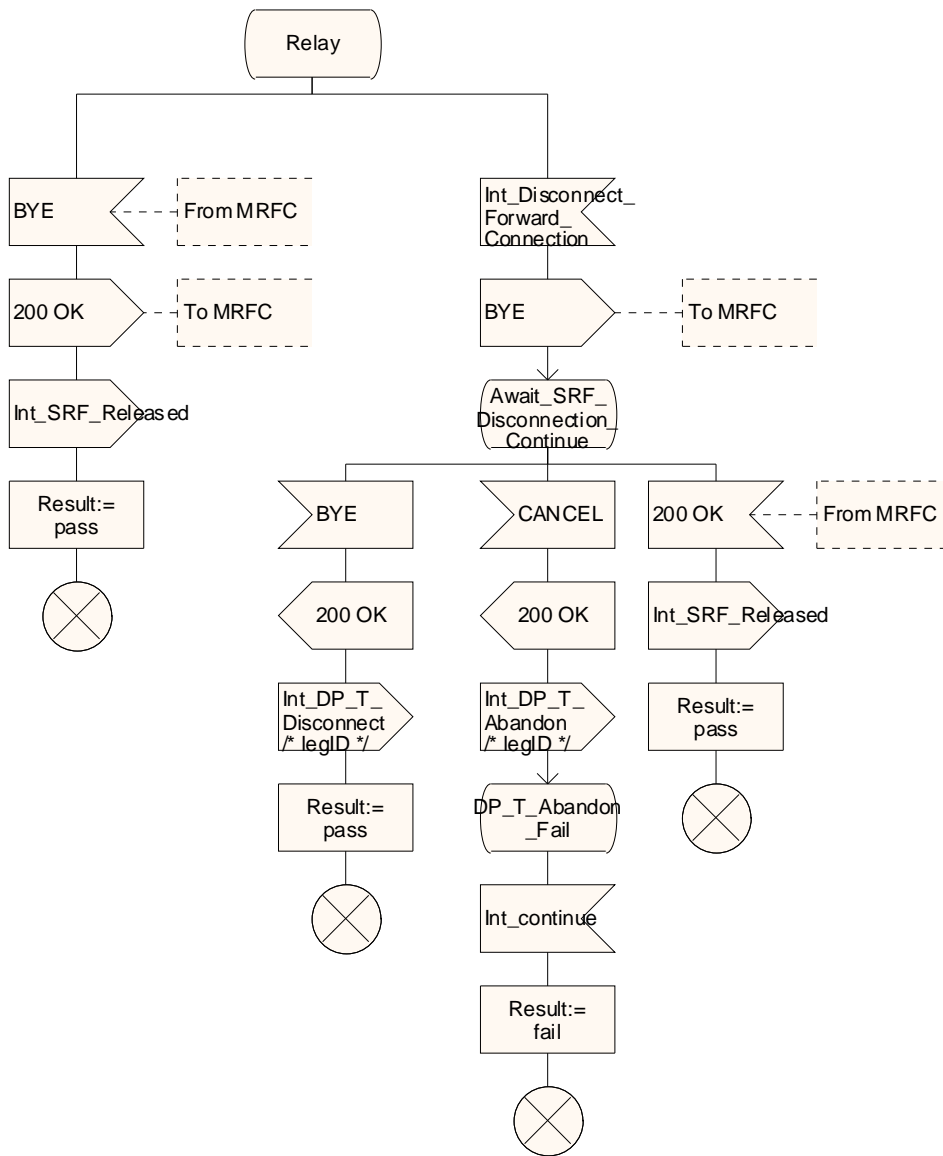 Relay
BYE
From MRFC
Int_Disconnect_
Forward_
Connection
200 OK
To MRFC
BYE
To MRFC
Int_SRF_Released
Await_SRF_
Disconnection_
Continue
Result:=
pass
BYE
CANCEL
200 OK
From MRFC
200 OK
200 OK
Int_SRF_Released
Int_DP_T_
Disconnect
/* legID */
Int_DP_T_
Abandon
/* legID */
Result:=
pass
Result:=
pass
DP_T_Abandon
_Fail
Int_continue
Result:=
fail